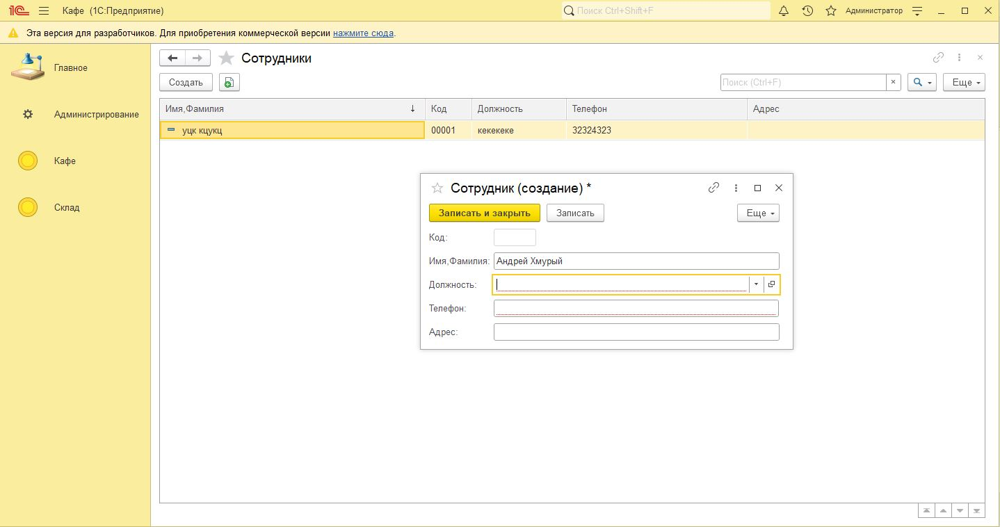 1С Кафе (1С:Предприятие) Поиск Ctrl+Shift+F Администратор
Эта версия для разработчиков. Для приобретения коммерческой версии нажмите сюда.
Главное
Администрирование
Кафе
Склад
Сотрудники
Создать Поиск (Ctrl+F) × Еще
Имя,Фамилия ↓ Код Должность Телефон Адрес
уцк кцукц 00001 кекекеке 32324323
Сотрудник (создание) *
Записать и закрыть Записать Еще
Код:
Имя,Фамилия: Андрей Хмурый
Должность:
Телефон:
Адрес: